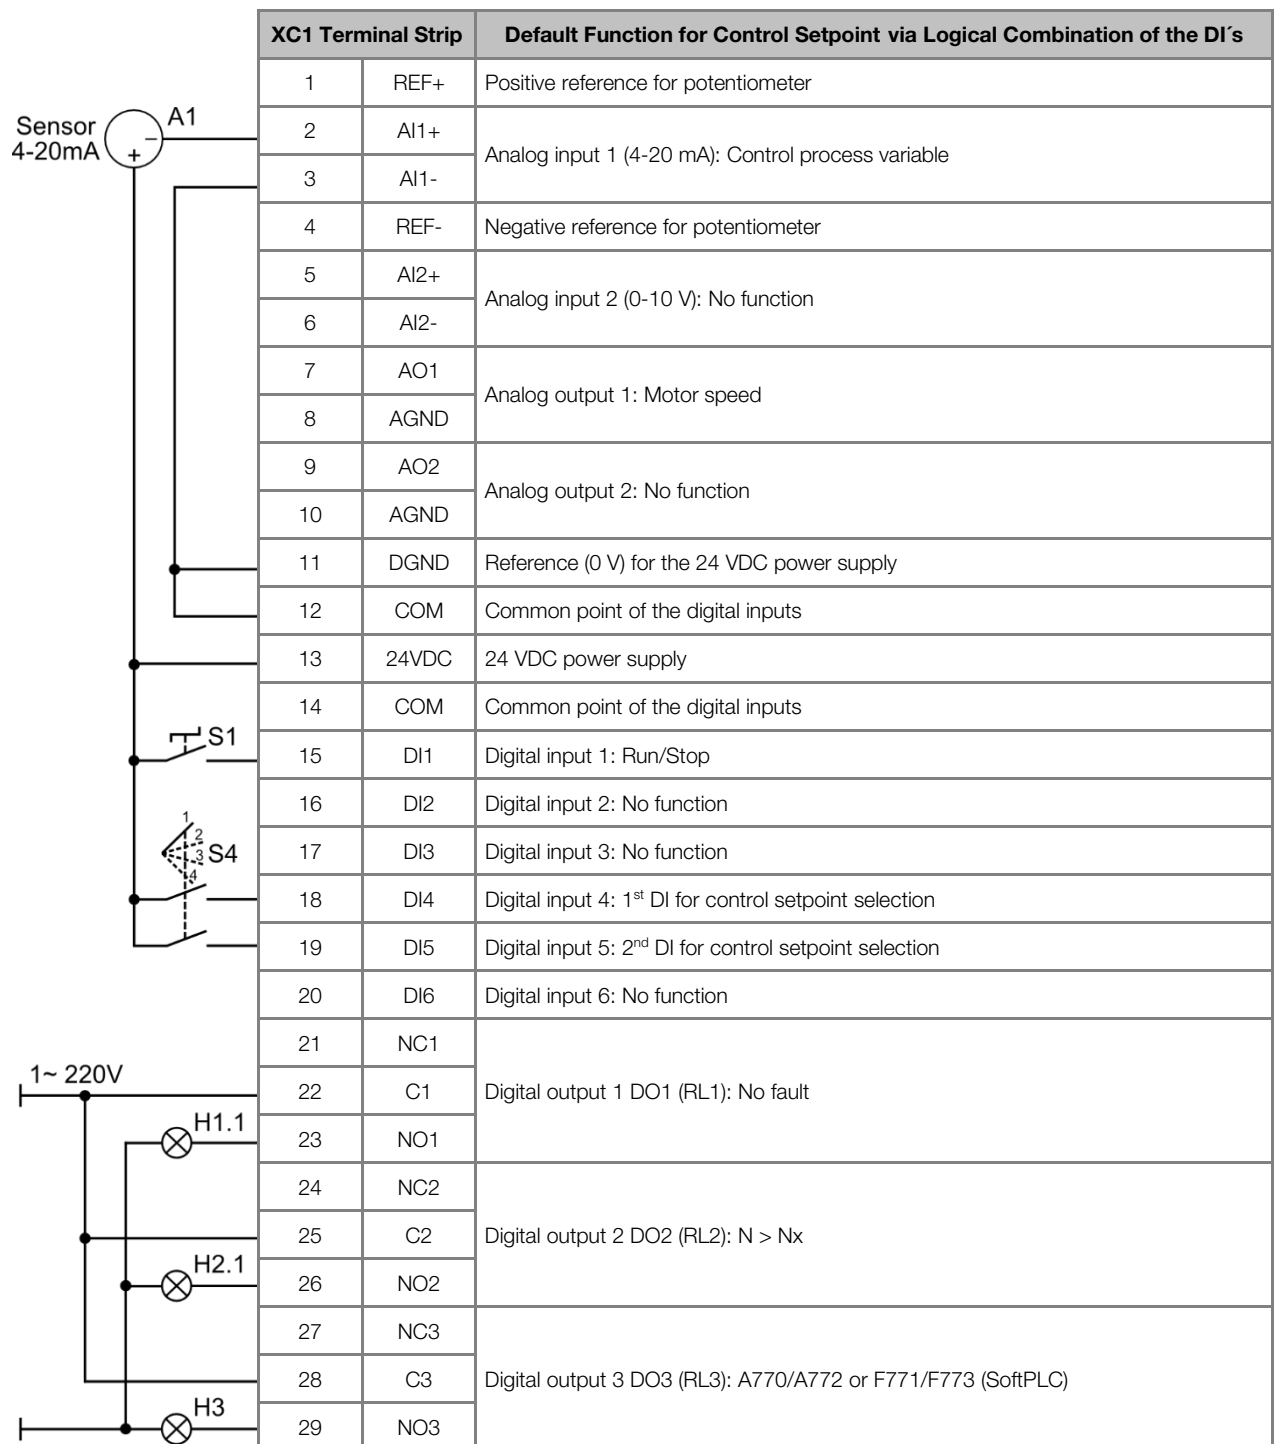 XC1 Terminal Strip Default Function for Control Setpoint via Logical Combination of the DI´s
1 REF+ Positive reference for potentiometer
Sensor 4-20mA
+ −
A1
2 AI1+ Analog input 1 (4-20 mA): Control process variable
3 AI1-
4 REF- Negative reference for potentiometer
5 AI2+ Analog input 2 (0-10 V): No function
6 AI2-
7 AO1 Analog output 1: Motor speed
8 AGND
9 AO2 Analog output 2: No function
10 AGND
11 DGND Reference (0 V) for the 24 VDC power supply
12 COM Common point of the digital inputs
13 24VDC 24 VDC power supply
14 COM Common point of the digital inputs
S1
15 DI1 Digital input 1: Run/Stop
16 DI2 Digital input 2: No function
1
2
3
4
S4
17 DI3 Digital input 3: No function
18 DI4 Digital input 4: 1st DI for control setpoint selection
19 DI5 Digital input 5: 2nd DI for control setpoint selection
20 DI6 Digital input 6: No function
21 NC1
1~ 220V
22 C1 Digital output 1 DO1 (RL1): No fault
H1.1
23 NO1
24 NC2
25 C2 Digital output 2 DO2 (RL2): N > Nx
H2.1
26 NO2
27 NC3
28 C3 Digital output 3 DO3 (RL3): A770/A772 or F771/F773 (SoftPLC)
H3
29 NO3